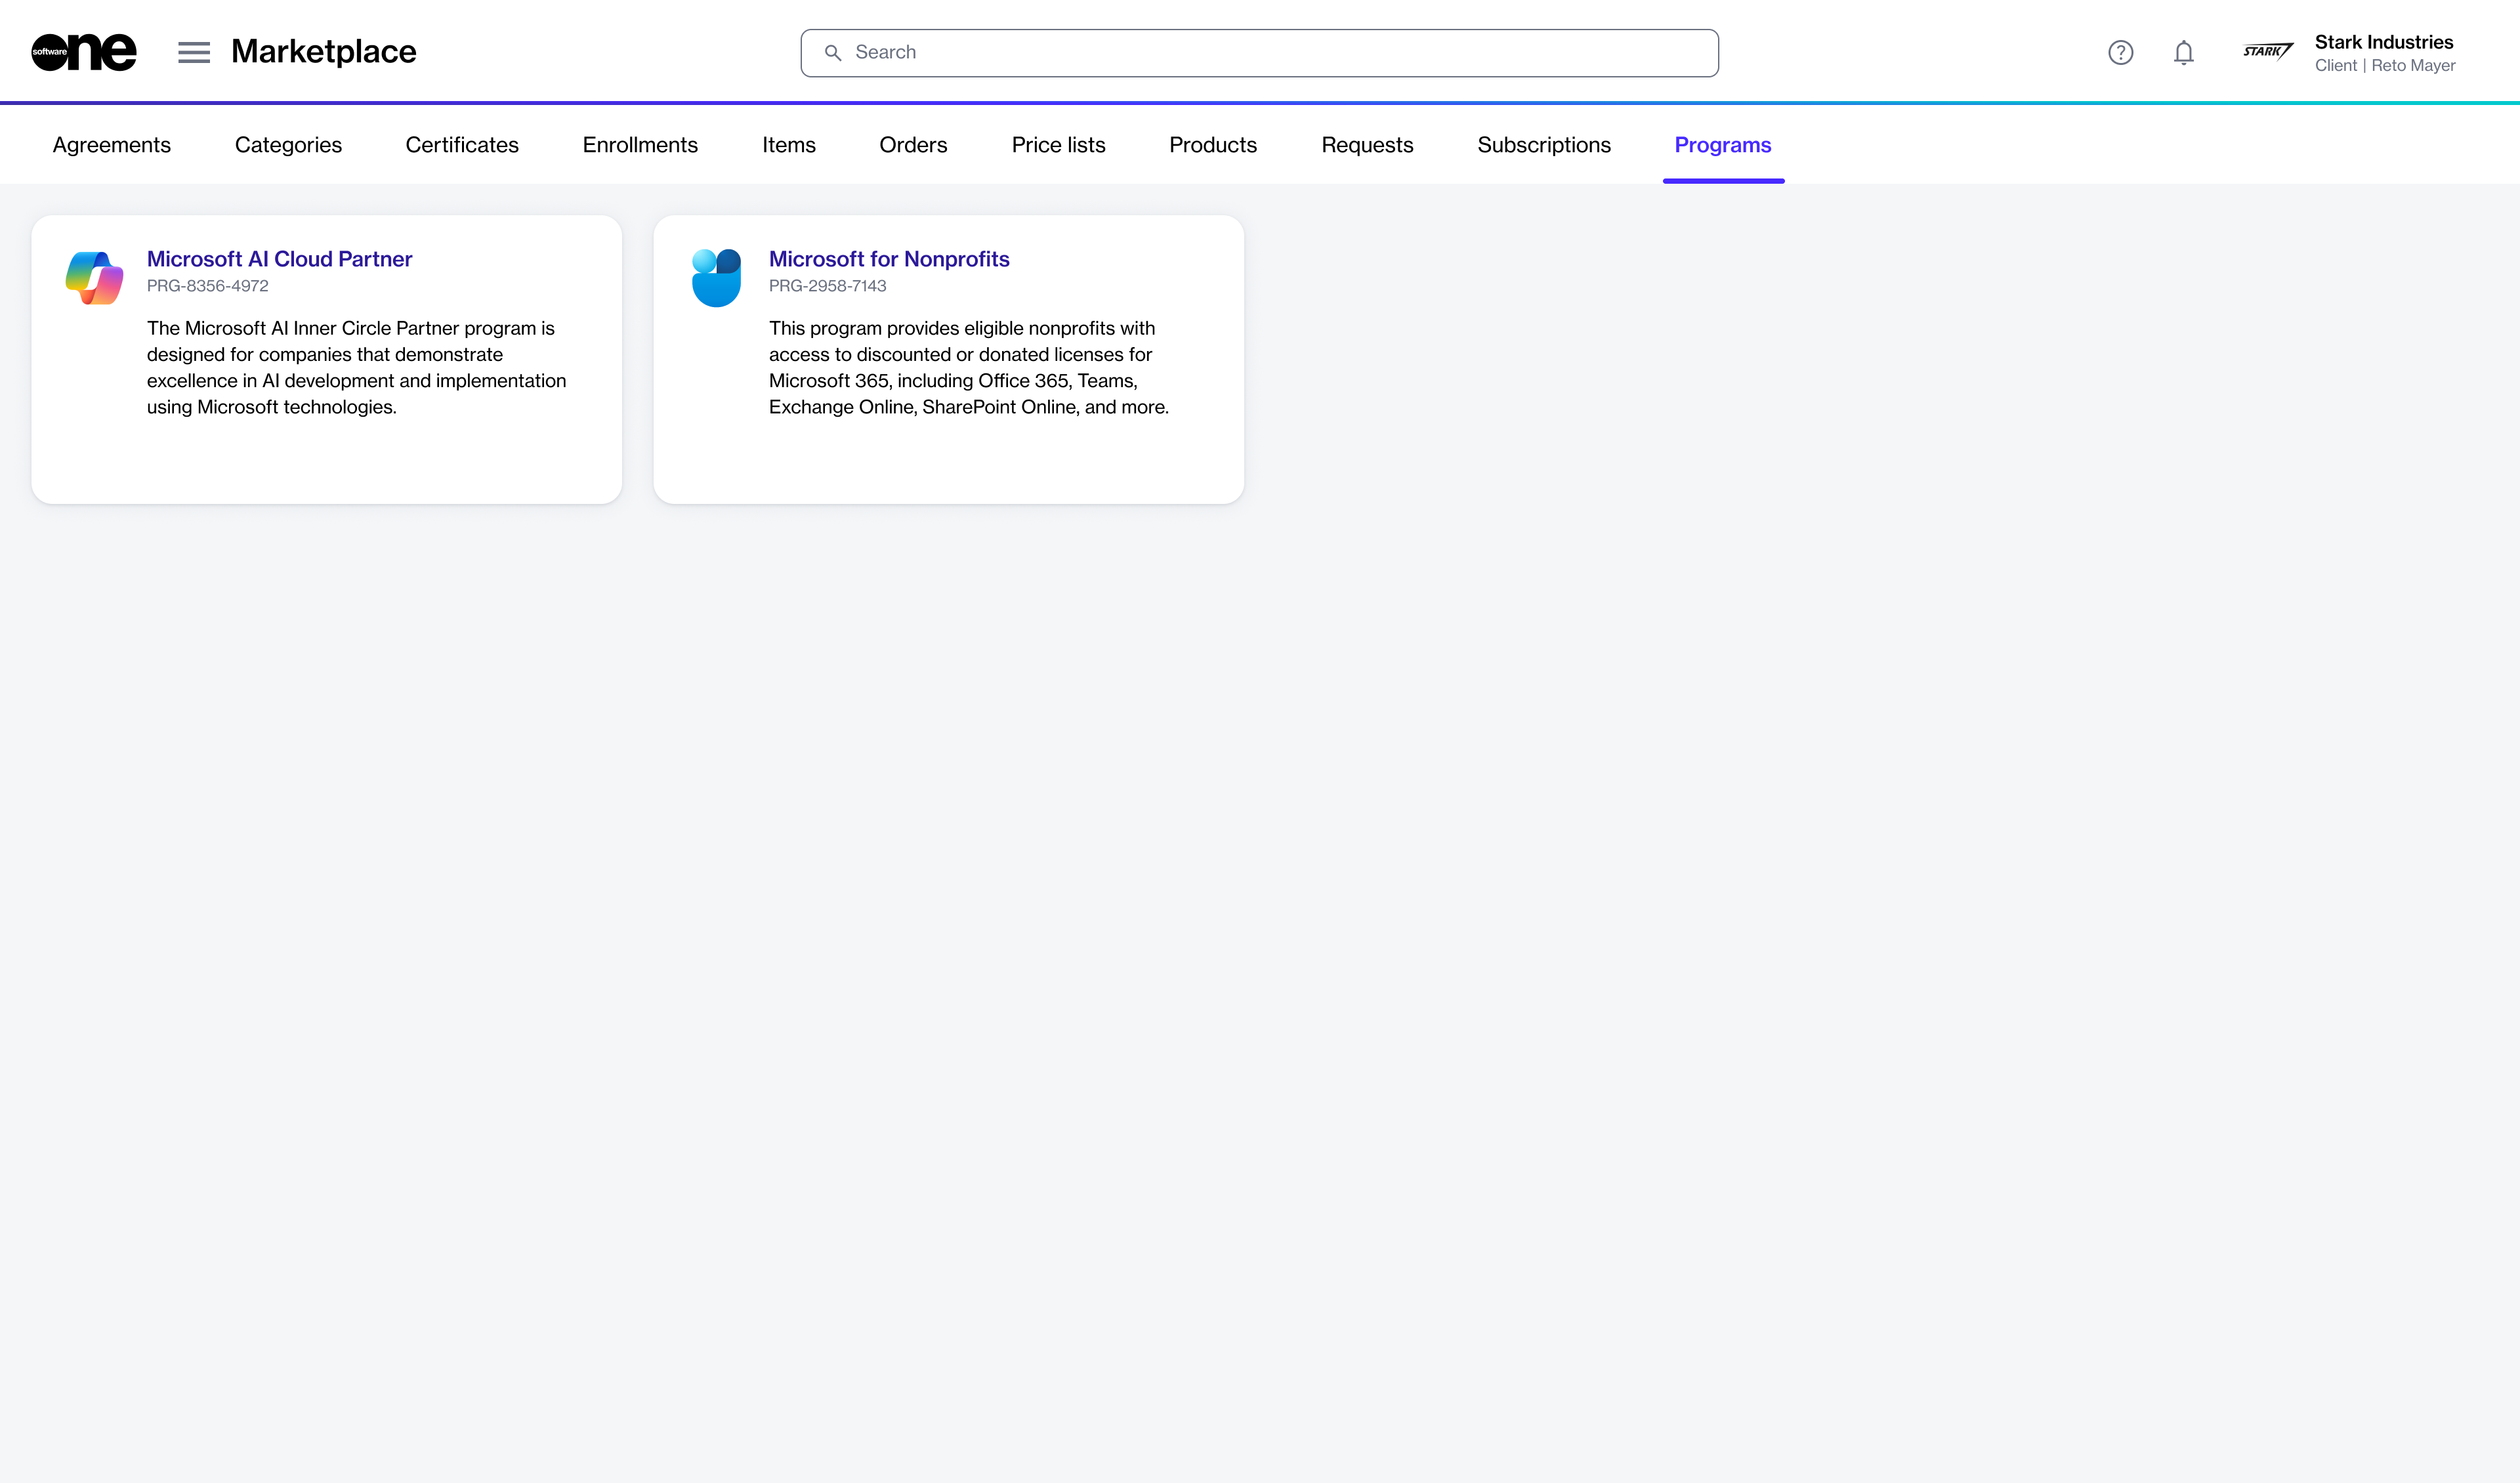 software one
Marketplace
Search
STARK
Stark Industries
Client | Reto Mayer
Agreements
Categories
Certificates
Enrollments
Items
Orders
Price lists
Products
Requests
Subscriptions
Programs
Microsoft AI Cloud Partner
PRG-8356-4972
The Microsoft AI Inner Circle Partner program is
designed for companies that demonstrate
excellence in AI development and implementation
using Microsoft technologies.
Microsoft for Nonprofits
PRG-2958-7143
This program provides eligible nonprofits with
access to discounted or donated licenses for
Microsoft 365, including Office 365, Teams,
Exchange Online, SharePoint Online, and more.